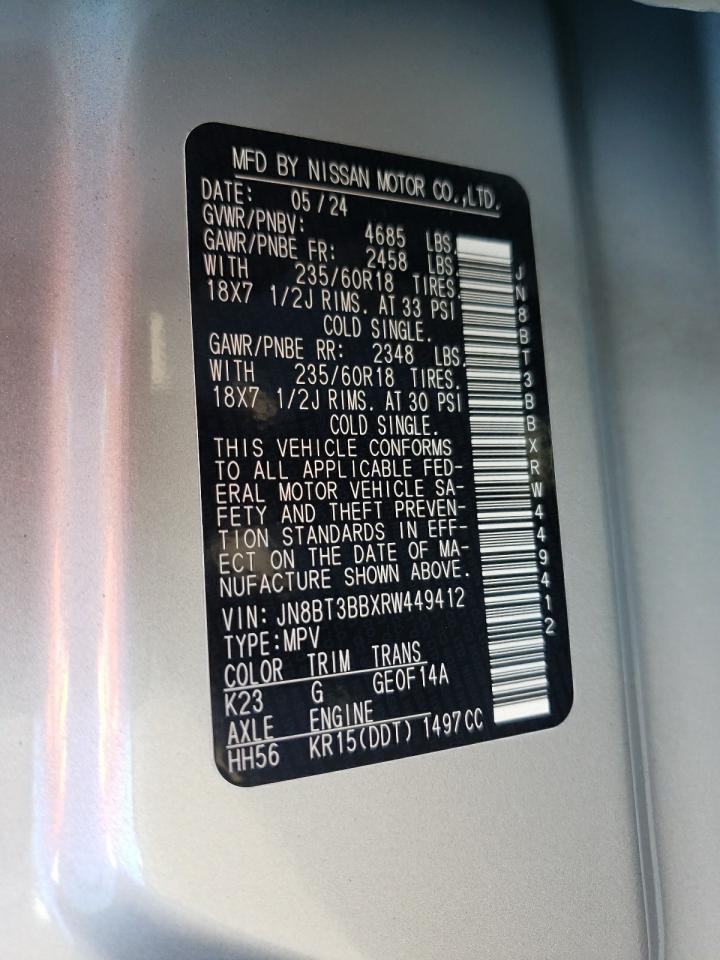 MFD BY NISSAN MOTOR CO.,LTD.
DATE: 05/24
GVWR/PNBV: 4685 LBS.
GAWR/PNBE FR: 2458 LBS.
WITH 235/60R18 TIRES.
18X7 1/2J RIMS. AT 33 PSI
COLD SINGLE.
GAWR/PNBE RR: 2348 LBS.
WITH 235/60R18 TIRES.
18X7 1/2J RIMS. AT 30 PSI
COLD SINGLE.
THIS VEHICLE CONFORMS
TO ALL APPLICABLE FED-
ERAL MOTOR VEHICLE SA-
FETY AND THEFT PREVEN-
TION STANDARDS IN EFF-
ECT ON THE DATE OF MA-
NUFACTURE SHOWN ABOVE.
VIN: JN8BT3BBXRW449412
TYPE:MPV
COLOR TRIM TRANS
K23 G GE0F14A
AXLE ENGINE
HH56 KR15(DDT) 1497CC
JN8BT3BBXRW449412